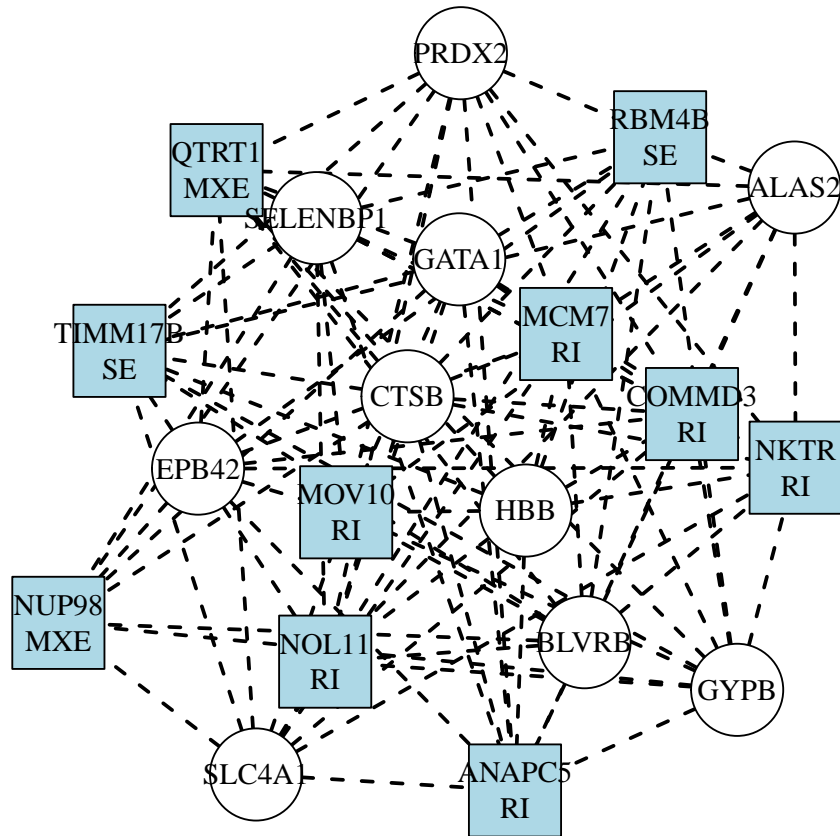 PRDX2
RBM4B
SE
QTRT1
MXE
ALAS2
SELENBP1
GATA1
MCM7
RI
TIMM17B
SE
CTSB
COMMD3
RI
NKTR
RI
EPB42
MOV10
RI
HBB
NUP98
MXE
NOL11
RI
BLVRB
GYPB
SLC4A1
ANAPC5
RI